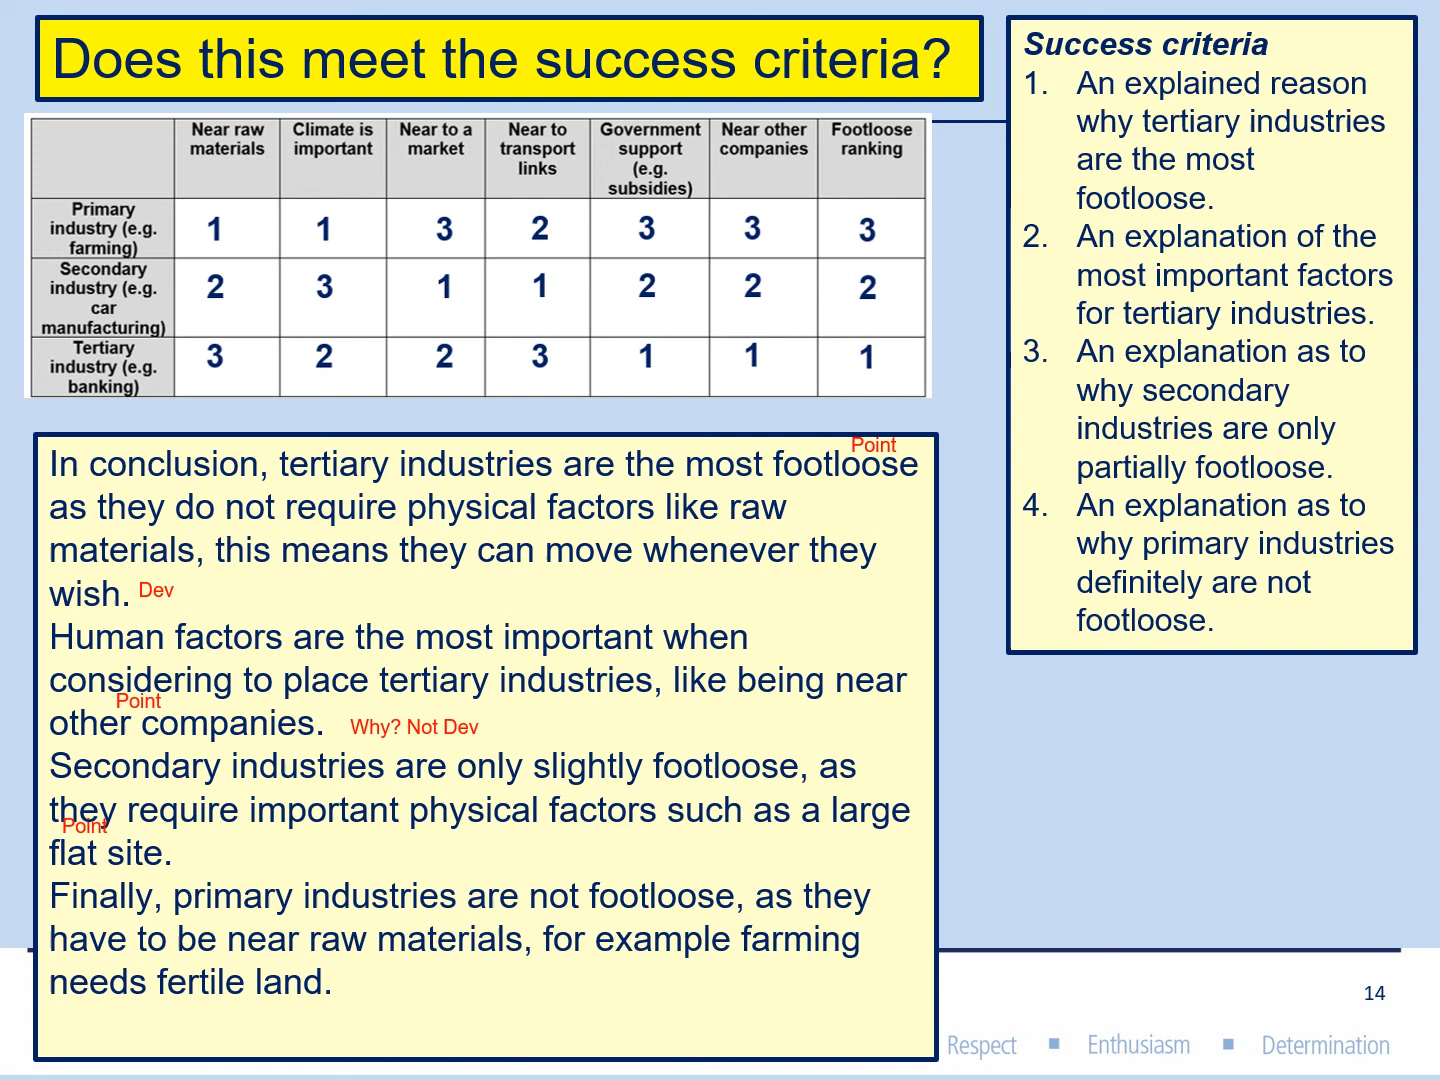 Does this meet the success criteria?
Success criteria
1. An explained reason
why tertiary industries
are the most
footloose.
2. An explanation of the
most important factors
for tertiary industries.
3. An explanation as to
why secondary
industries are only
partially footloose.
4. An explanation as to
why primary industries
definitely are not
footloose.
Near raw materials | Climate is important | Near to a market | Near to transport links | Government support (e.g. subsidies) | Near other companies | Footloose ranking
Primary industry (e.g. farming) | 1 | 1 | 3 | 2 | 3 | 3 | 3
Secondary industry (e.g. car manufacturing) | 2 | 3 | 1 | 1 | 2 | 2 | 2
Tertiary industry (e.g. banking) | 3 | 2 | 2 | 3 | 1 | 1 | 1
Point
In conclusion, tertiary industries are the most footloose
as they do not require physical factors like raw
materials, this means they can move whenever they
wish. Dev
Human factors are the most important when
considering to place tertiary industries, like being near
Point
other companies. Why? Not Dev
Secondary industries are only slightly footloose, as
they require important physical factors such as a large
Point
flat site.
Finally, primary industries are not footloose, as they
have to be near raw materials, for example farming
needs fertile land.
14
Respect ▪ Enthusiasm ▪ Determination